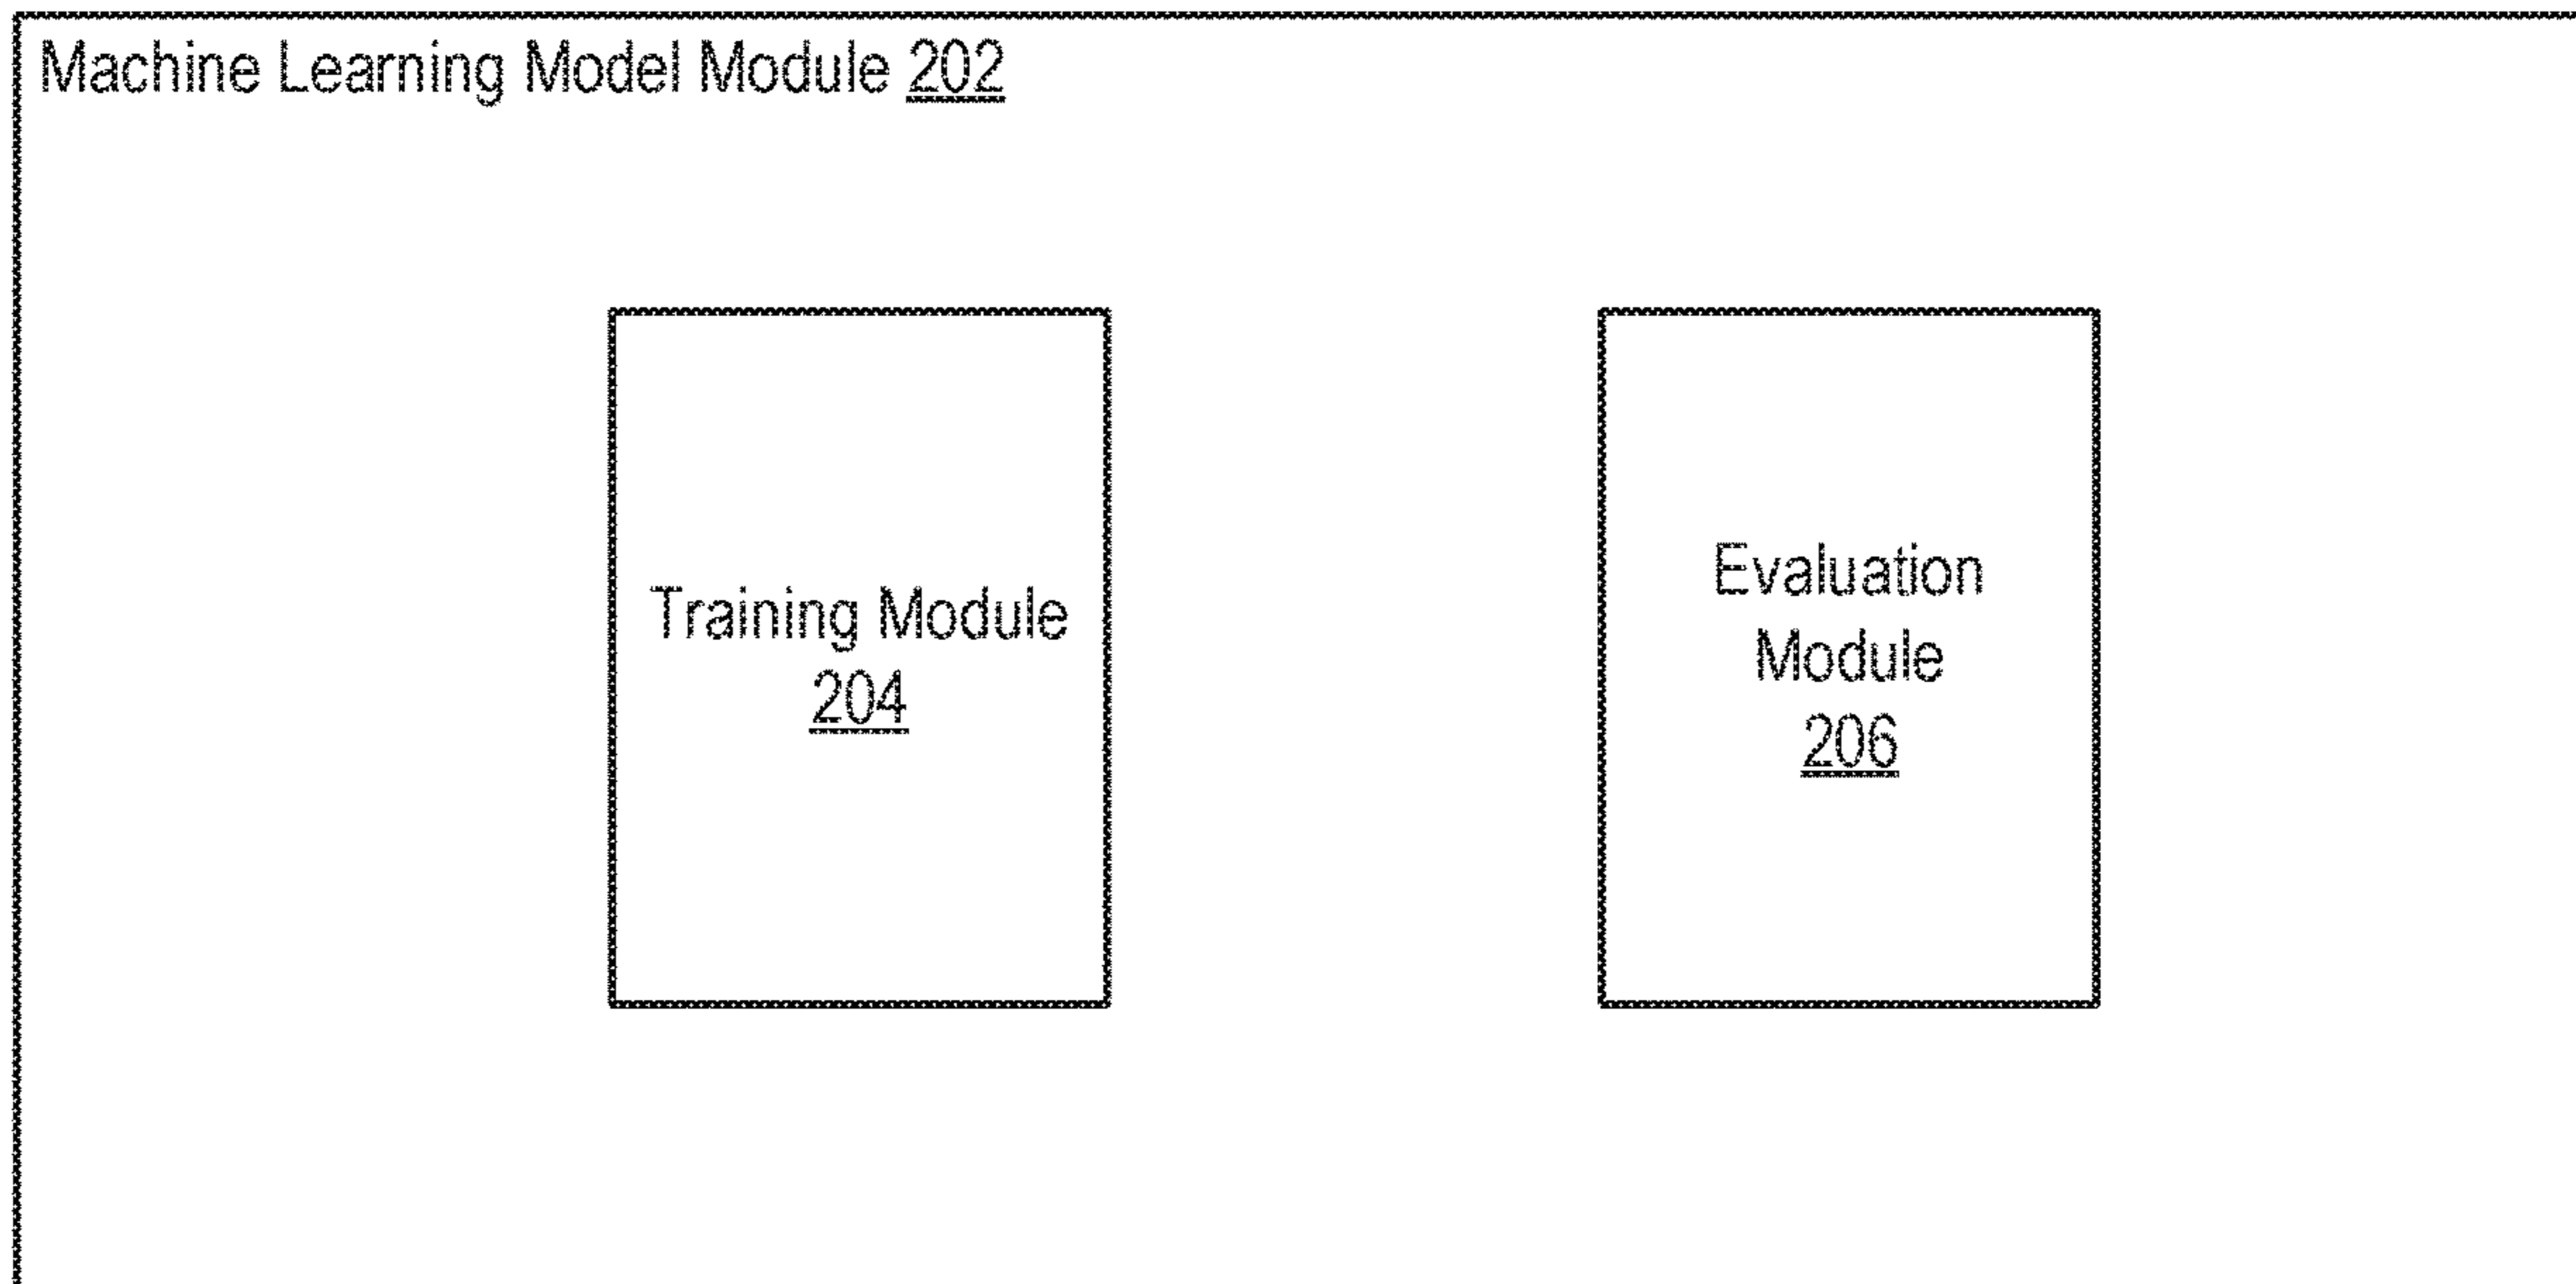 Machine Learning Model Module 202
Training Module
204
Evaluation
Module
206